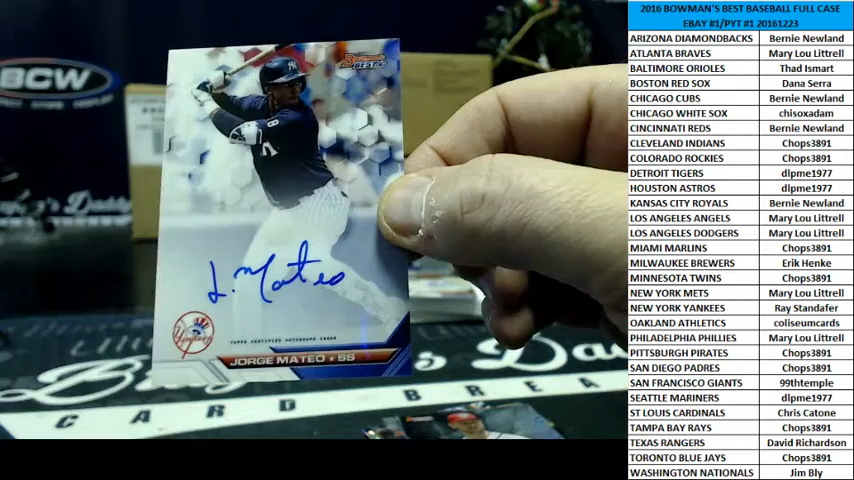 2016 BOWMAN'S BEST BASEBALL FULL CASE
EBAY #1/PYT #1 20161223
ARIZONA DIAMONDBACKS Bernie Newland
ATLANTA BRAVES Mary Lou Littrell
BALTIMORE ORIOLES Thad Ismart
BOSTON RED SOX Dana Serra
CHICAGO CUBS Bernie Newland
CHICAGO WHITE SOX chisoxadam
CINCINNATI REDS Bernie Newland
CLEVELAND INDIANS Chops3891
COLORADO ROCKIES Chops3891
DETROIT TIGERS dlpme1977
HOUSTON ASTROS dlpme1977
KANSAS CITY ROYALS Bernie Newland
LOS ANGELES ANGELS Mary Lou Littrell
LOS ANGELES DODGERS Mary Lou Littrell
MIAMI MARLINS Chops3891
MILWAUKEE BREWERS Erik Henke
MINNESOTA TWINS Chops3891
NEW YORK METS Mary Lou Littrell
NEW YORK YANKEES Ray Standafer
OAKLAND ATHLETICS coliseumcards
PHILADELPHIA PHILLIES Mary Lou Littrell
PITTSBURGH PIRATES Chops3891
SAN DIEGO PADRES Chops3891
SAN FRANCISCO GIANTS 99thtemple
SEATTLE MARINERS dlpme1977
ST LOUIS CARDINALS Chris Catone
TAMPA BAY RAYS Chops3891
TEXAS RANGERS David Richardson
TORONTO BLUE JAYS Chops3891
WASHINGTON NATIONALS Jim Bly
BCW
Bowman's
BEST
J. Mateo
Yankees
TOPPS CERTIFIED AUTOGRAPH ISSUE
JORGE MATEO ★ SS
Daddy's
CARD BREA